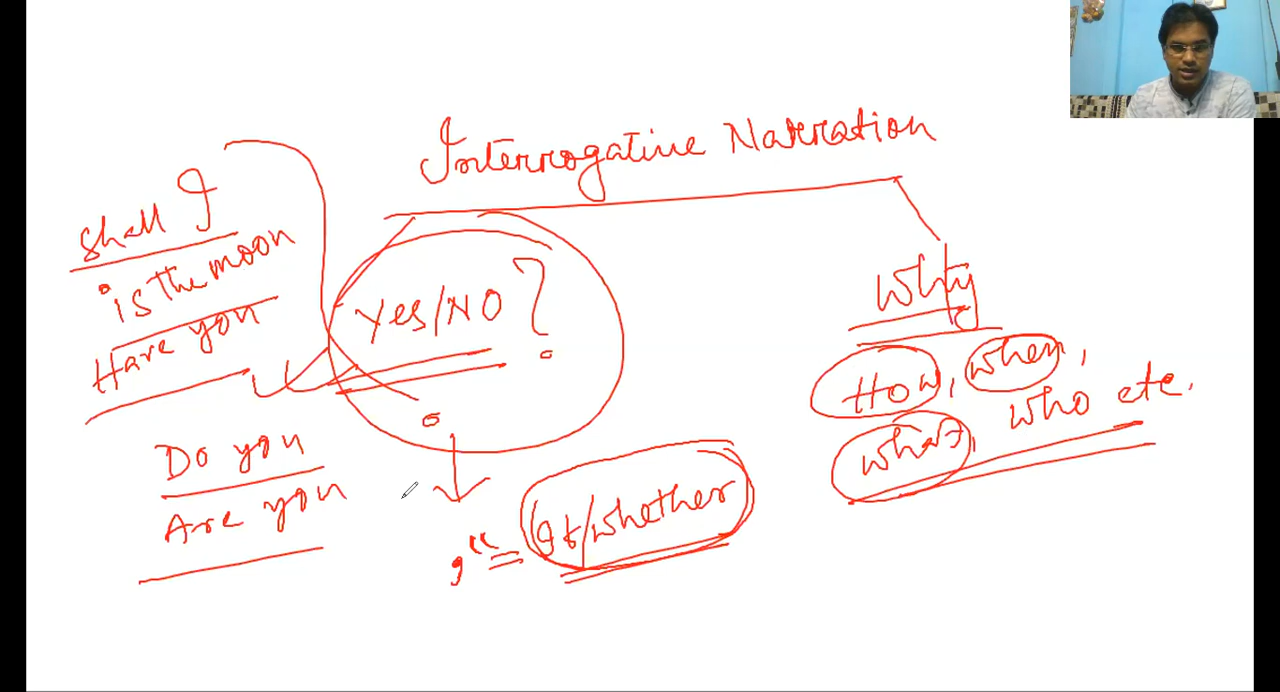 Interrogative Narration
Shall I
is the moon
Have you
Do you
Are you
Yes/NO ?
," = If/whether
Why
How, when,
what, who etc.